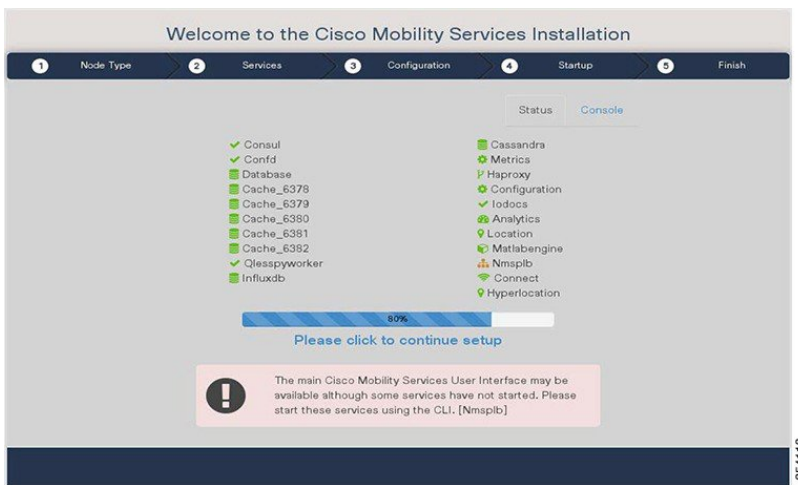 Welcome to the Cisco Mobility Services Installation
1 Node Type 2 Services 3 Configuration 4 Startup 5 Finish
Status Console
Consul
Confd
Database
Cache_6378
Cache_6379
Cache_6380
Cache_6381
Cache_6382
Qlesspyworker
Influxdb
Cassandra
Metrics
Haproxy
Configuration
Iodocs
Analytics
Location
Matlabengine
Nmsplb
Connect
Hyperlocation
80%
Please click to continue setup
The main Cisco Mobility Services User Interface may be
available although some services have not started. Please
start these services using the CLI. [Nmsplb]